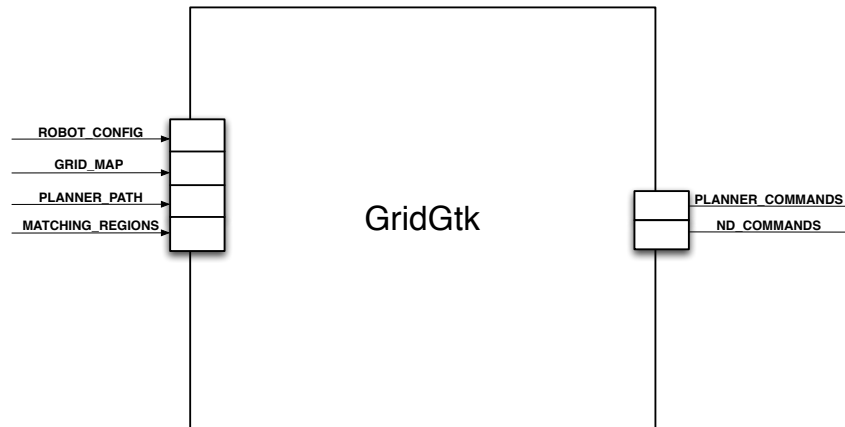 ROBOT_CONFIG
GRID_MAP
PLANNER_PATH
MATCHING_REGIONS
GridGtk
PLANNER_COMMANDS
ND_COMMANDS